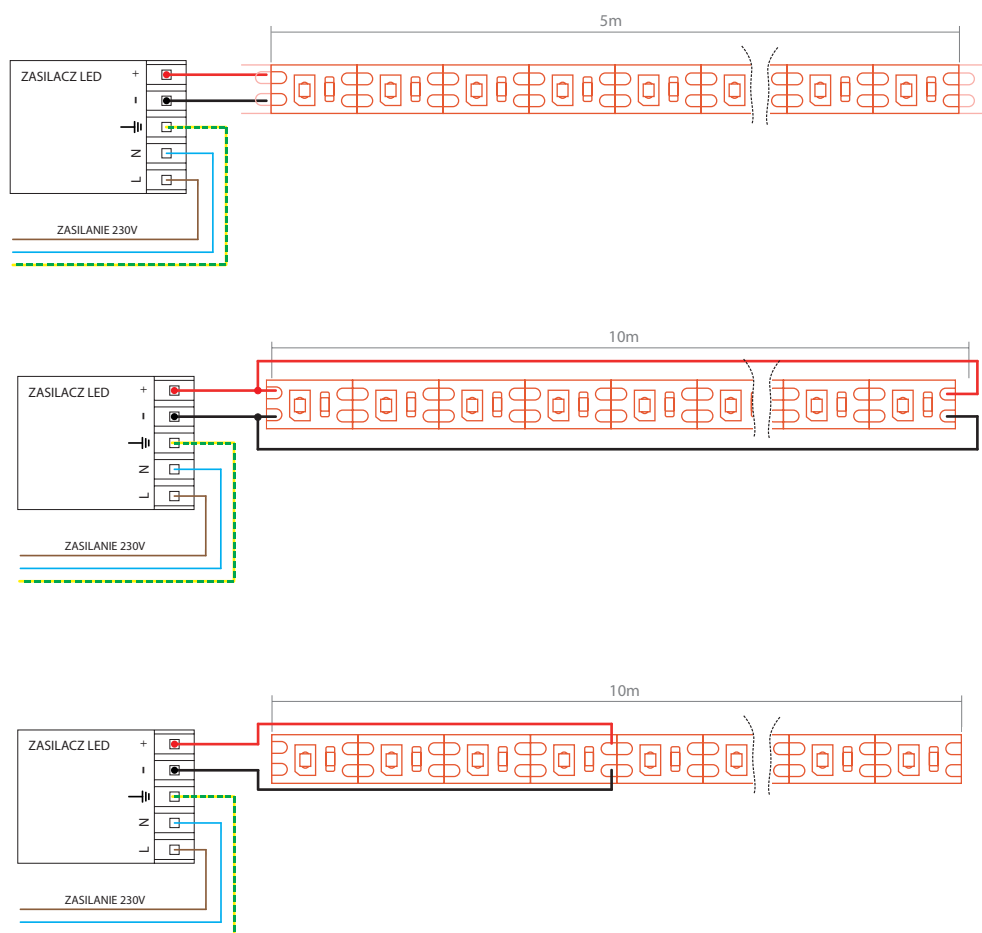 5m
ZASILACZ LED
+
-
N
L
ZASILANIE 230V
10m
ZASILACZ LED
+
-
N
L
ZASILANIE 230V
10m
ZASILACZ LED
+
-
N
L
ZASILANIE 230V